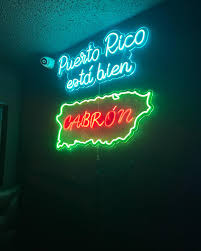 Puerto Rico
está bien
CABRÓN